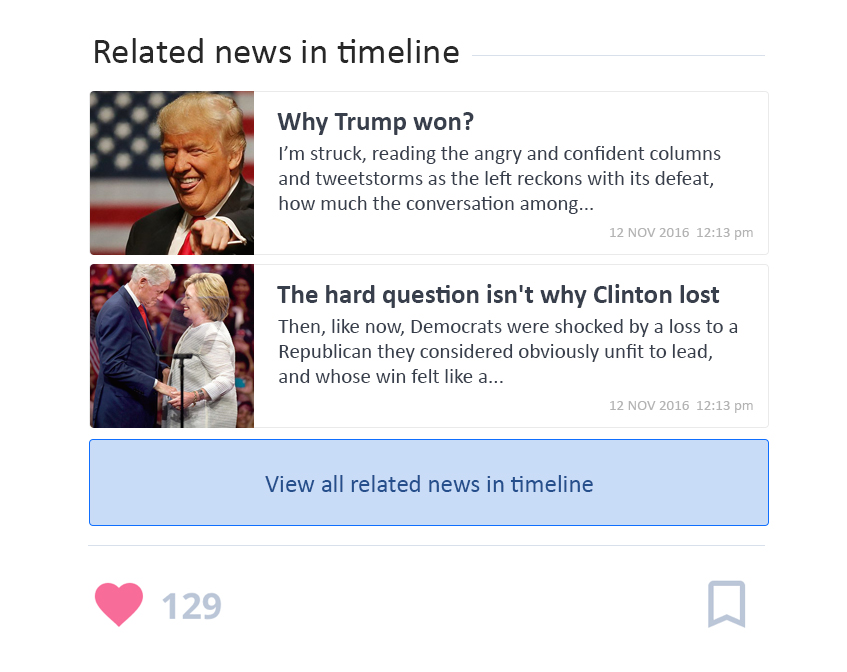 Related news in timeline
Why Trump won?
I’m struck, reading the angry and confident columns
and tweetstorms as the left reckons with its defeat,
how much the conversation among...
12 NOV 2016 12:13 pm
The hard question isn't why Clinton lost
Then, like now, Democrats were shocked by a loss to a
Republican they considered obviously unfit to lead,
and whose win felt like a...
12 NOV 2016 12:13 pm
View all related news in timeline
129